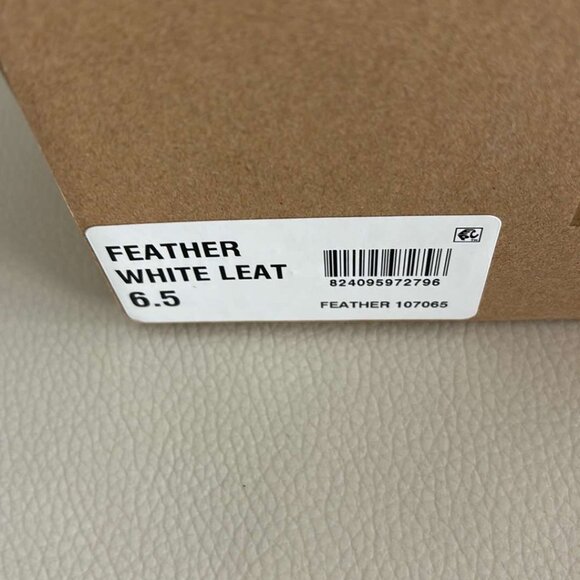 FEATHER
WHITE LEAT
6.5
824095972796
FEATHER 107065